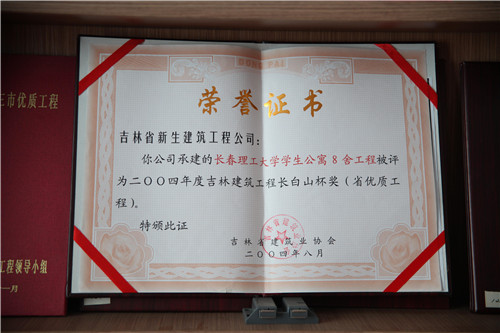 荣誉证书
吉林省新生建筑工程公司：
你公司承建的长春理工大学学生公寓8舍工程被评
为二〇〇四年度吉林建筑工程长白山杯奖（省优质工
程）。
特颁此证
吉林省建筑业协会
二〇〇四年八月
三市优质工程
工程领导小组
一月